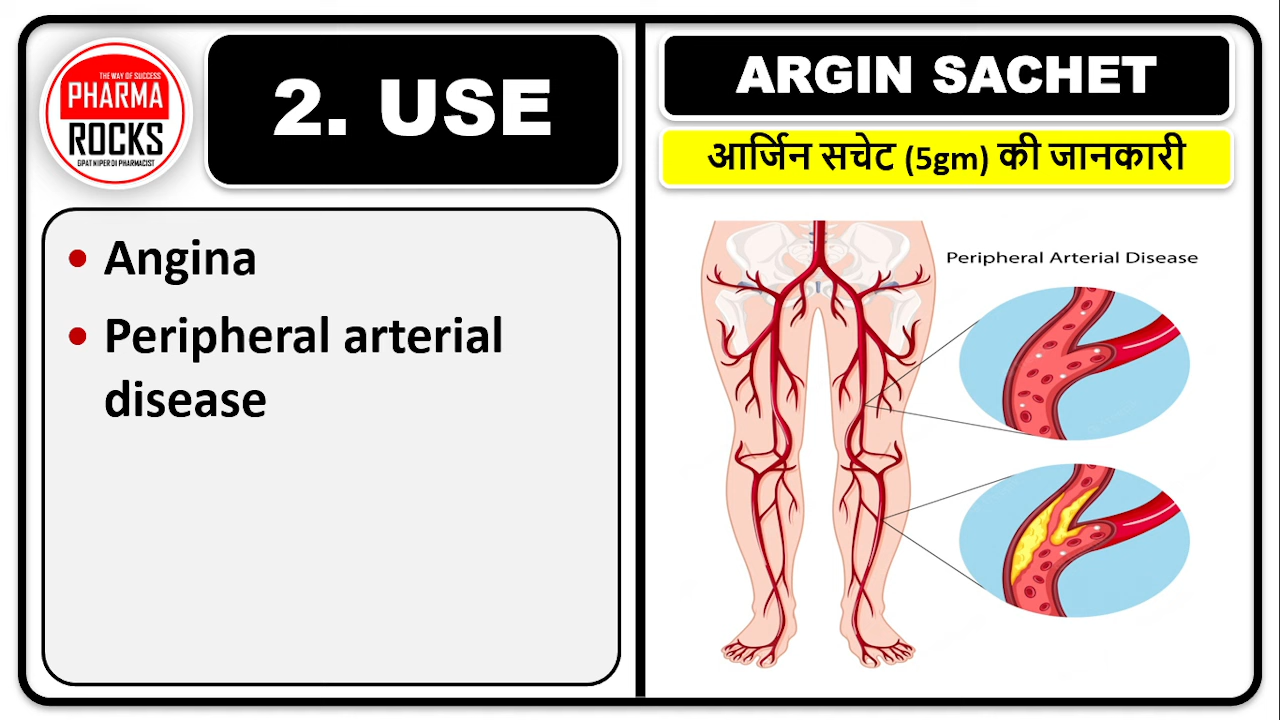 THE WAY OF SUCCESS
PHARMA
ROCKS
GPAT NIPER DI PHARMACIST
2. USE
• Angina
• Peripheral arterial
disease
ARGIN SACHET
आर्जिन सचेट (5gm) की जानकारी
Peripheral Arterial Disease